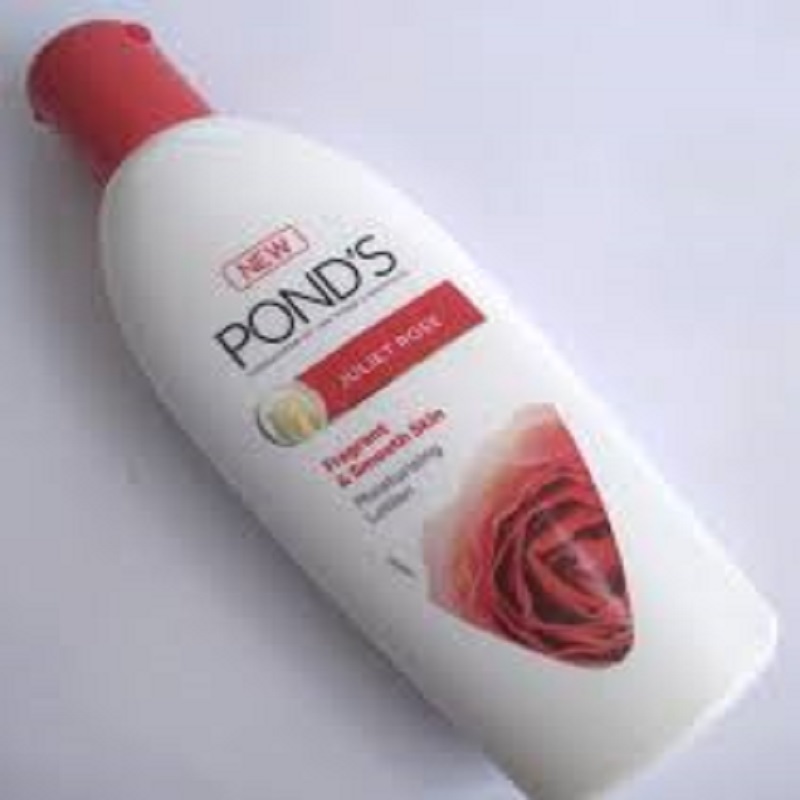 NEW
POND'S
JULIET ROSE
Fragrant
& Smooth Skin
Moisturising
Lotion